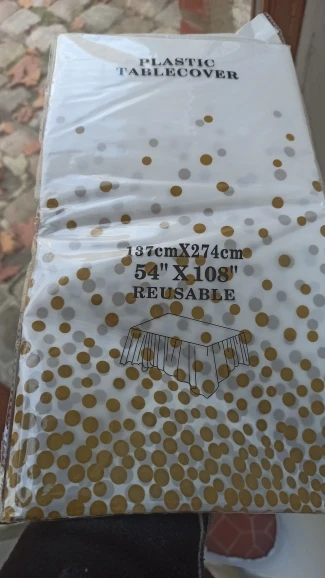 PLASTIC
TABLECOVER
137cmX274cm
54" X 108"
REUSABLE